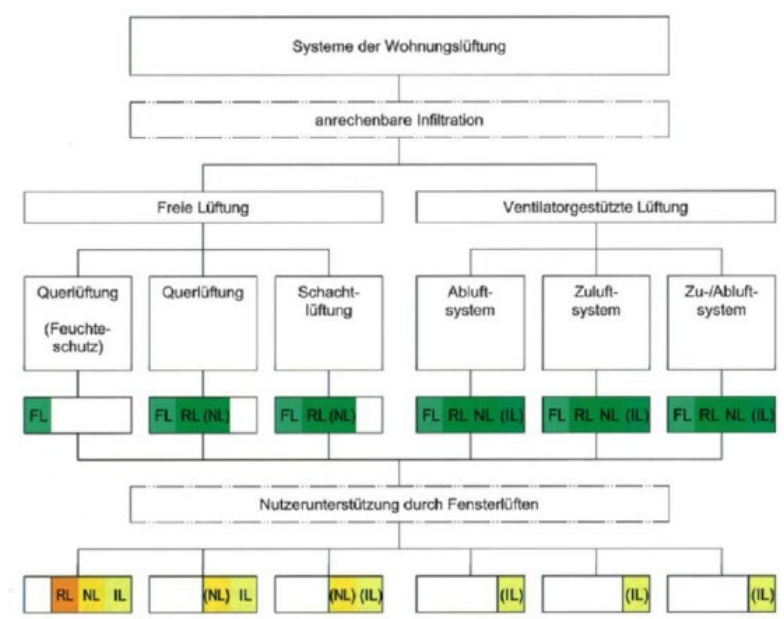 Systeme der Wohnungslüftung
anrechenbare Infiltration
Freie Lüftung
Ventilatorgestützte Lüftung
Querlüftung
(Feuchte-
schutz)
Querlüftung
Schacht-
lüftung
Abluft-
system
Zuluft-
system
Zu-/Abluft-
system
FL
FL RL (NL)
FL RL (NL)
FL RL NL (IL)
FL RL NL (IL)
FL RL NL (IL)
Nutzerunterstützung durch Fensterlüften
RL NL IL
(NL) IL
(NL) (IL)
(IL)
(IL)
(IL)